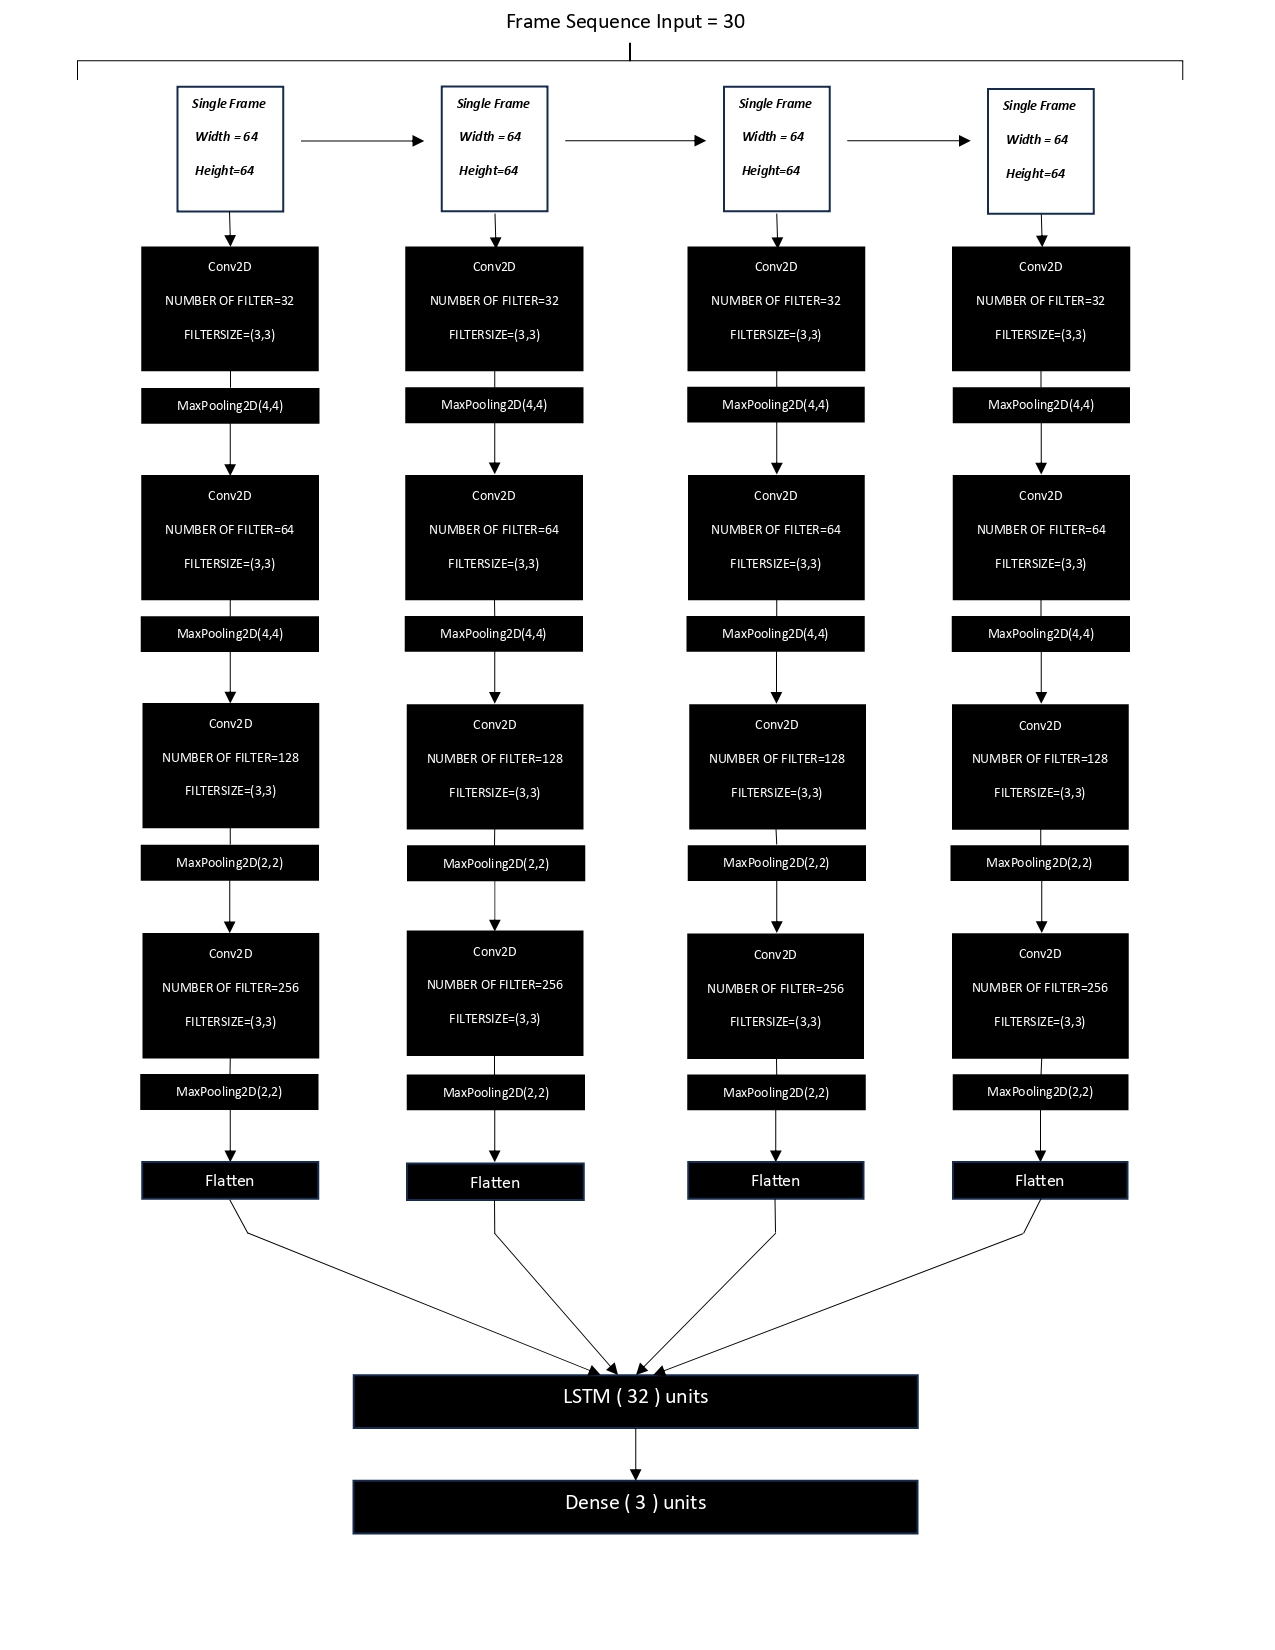 Frame Sequence Input = 30
Single Frame
Width = 64
Height=64
Single Frame
Width = 64
Height=64
Single Frame
Width = 64
Height=64
Single Frame
Width = 64
Height=64
Conv2D
NUMBER OF FILTER=32
FILTERSIZE=(3,3)
Conv2D
NUMBER OF FILTER=32
FILTERSIZE=(3,3)
Conv2D
NUMBER OF FILTER=32
FILTERSIZE=(3,3)
Conv2D
NUMBER OF FILTER=32
FILTERSIZE=(3,3)
MaxPooling2D(4,4)
MaxPooling2D(4,4)
MaxPooling2D(4,4)
MaxPooling2D(4,4)
Conv2D
NUMBER OF FILTER=64
FILTERSIZE=(3,3)
Conv2D
NUMBER OF FILTER=64
FILTERSIZE=(3,3)
Conv2D
NUMBER OF FILTER=64
FILTERSIZE=(3,3)
Conv2D
NUMBER OF FILTER=64
FILTERSIZE=(3,3)
MaxPooling2D(4,4)
MaxPooling2D(4,4)
MaxPooling2D(4,4)
MaxPooling2D(4,4)
Conv2D
NUMBER OF FILTER=128
FILTERSIZE=(3,3)
Conv2D
NUMBER OF FILTER=128
FILTERSIZE=(3,3)
Conv2D
NUMBER OF FILTER=128
FILTERSIZE=(3,3)
Conv2D
NUMBER OF FILTER=128
FILTERSIZE=(3,3)
MaxPooling2D(2,2)
MaxPooling2D(2,2)
MaxPooling2D(2,2)
MaxPooling2D(2,2)
Conv2D
NUMBER OF FILTER=256
FILTERSIZE=(3,3)
Conv2D
NUMBER OF FILTER=256
FILTERSIZE=(3,3)
Conv2D
NUMBER OF FILTER=256
FILTERSIZE=(3,3)
Conv2D
NUMBER OF FILTER=256
FILTERSIZE=(3,3)
MaxPooling2D(2,2)
MaxPooling2D(2,2)
MaxPooling2D(2,2)
MaxPooling2D(2,2)
Flatten
Flatten
Flatten
Flatten
LSTM ( 32 ) units
Dense ( 3 ) units